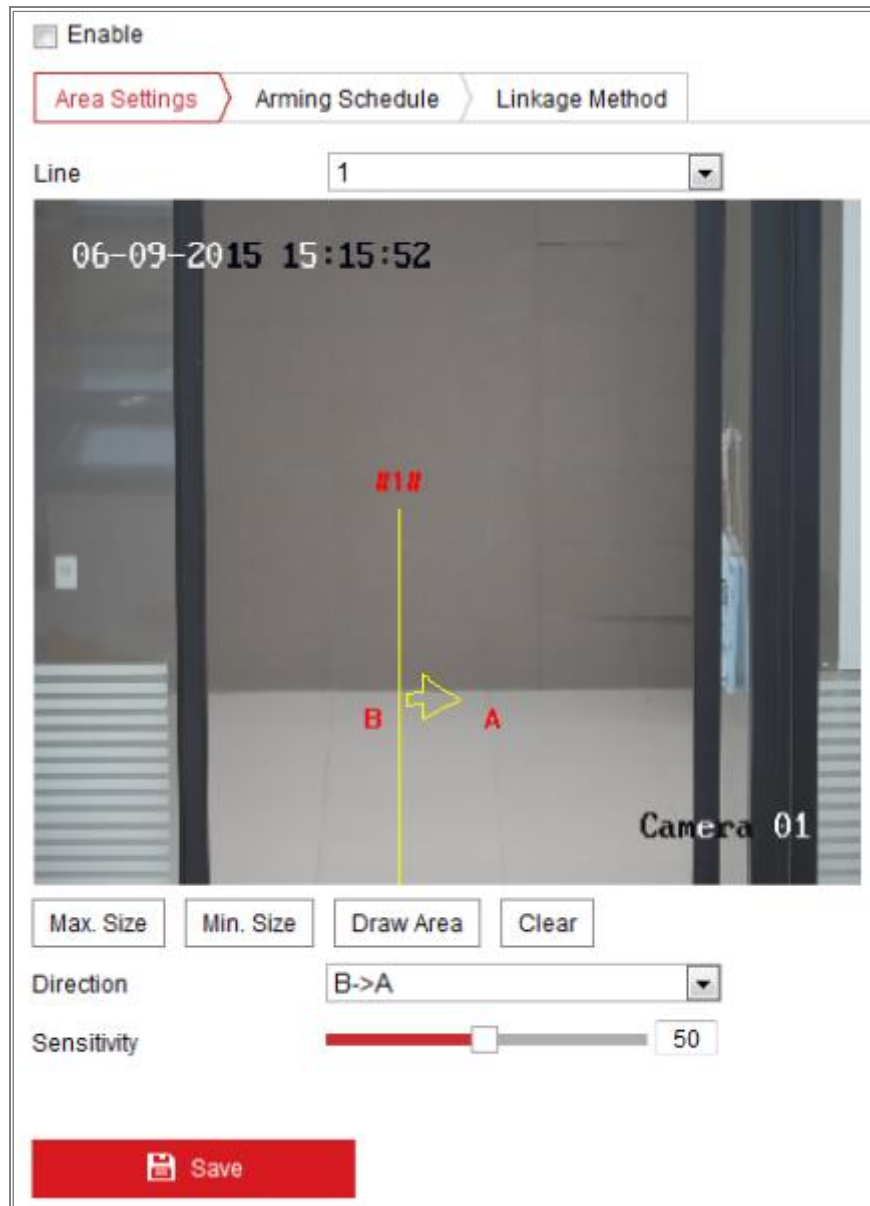 Enable
Area Settings Arming Schedule Linkage Method
Line 1
06-09-2015 15:15:52
#1#
B A
Camera 01
Max. Size Min. Size Draw Area Clear
Direction B->A
Sensitivity 50
Save